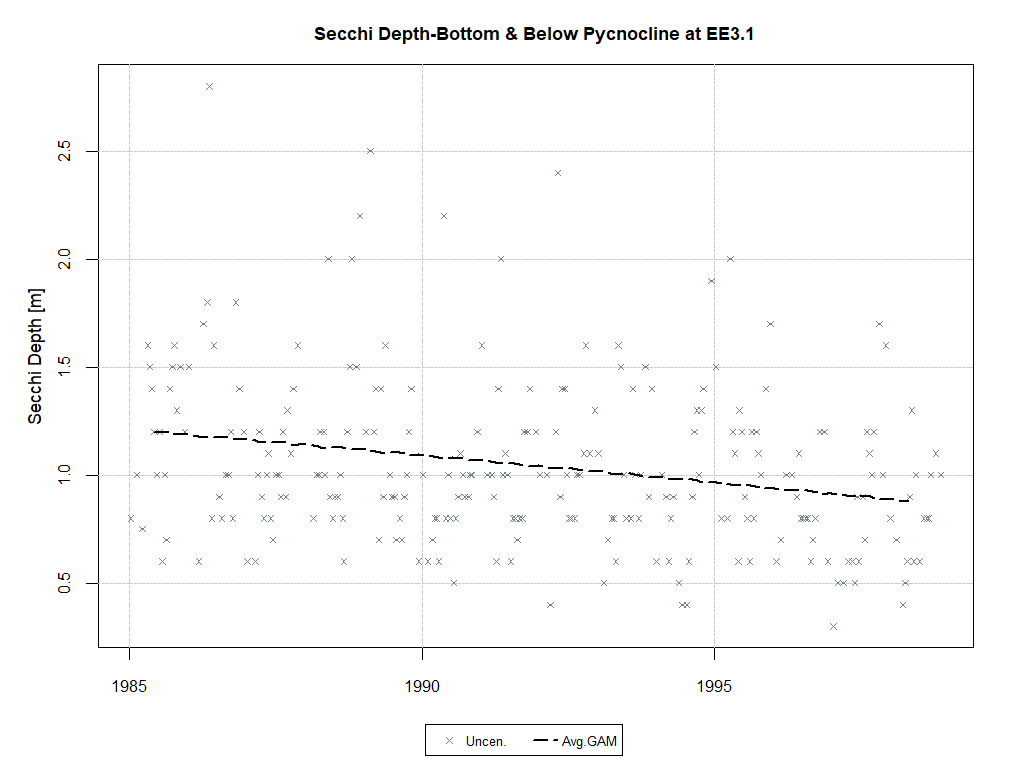 Secchi Depth-Bottom & Below Pycnocline at EE3.1
Secchi Depth [m]
2.5
2.0
1.5
1.0
0.5
1985 1990 1995
Uncen. Avg.GAM